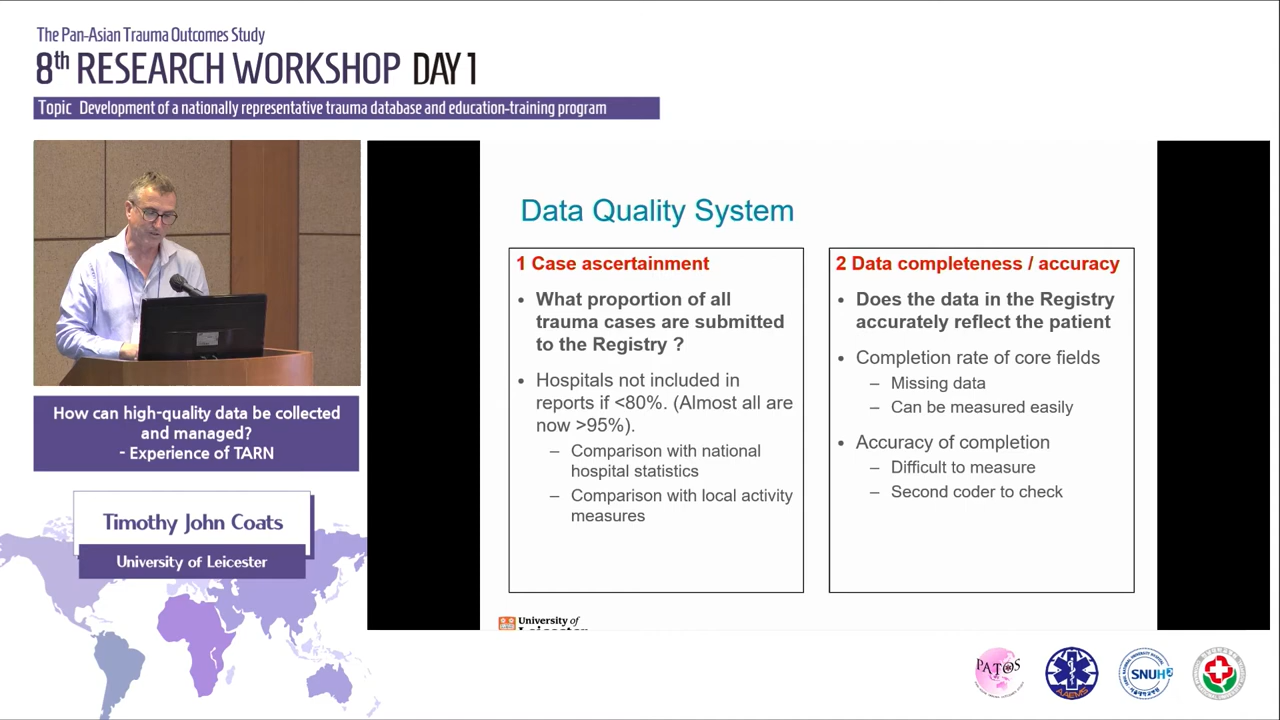 The Pan-Asian Trauma Outcomes Study
8th RESEARCH WORKSHOP DAY 1
Topic Development of a nationally representative trauma database and education-training program
How can high-quality data be collected
and managed?
- Experience of TARN
Timothy John Coats
University of Leicester
Data Quality System
1 Case ascertainment
• What proportion of all
trauma cases are submitted
to the Registry ?
• Hospitals not included in
reports if <80%. (Almost all are
now >95%).
– Comparison with national
hospital statistics
– Comparison with local activity
measures
2 Data completeness / accuracy
• Does the data in the Registry
accurately reflect the patient
• Completion rate of core fields
– Missing data
– Can be measured easily
• Accuracy of completion
– Difficult to measure
– Second coder to check
University of
Leicester
PATOS
AAEMS
SNUH